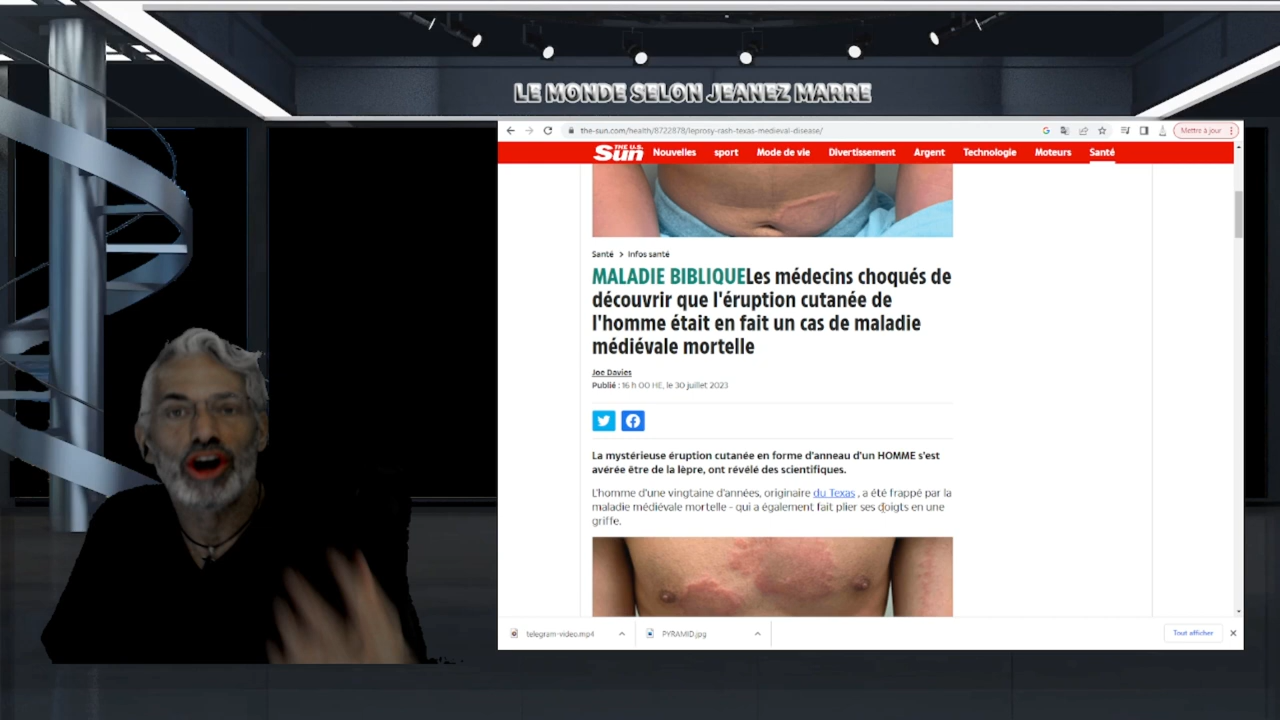 LE MONDE SELON JEANEZ MARRE
the-sun.com/health/8722878/leprosy-rash-texas-medieval-disease/
Mettre à jour
THE U.S. Sun
Nouvelles sport Mode de vie Divertissement Argent Technologie Moteurs Santé
Santé > Infos santé
MALADIE BIBLIQUELes médecins choqués de
découvrir que l'éruption cutanée de
l'homme était en fait un cas de maladie
médiévale mortelle
Joe Davies
Publié : 16 h 00 HE, le 30 juillet 2023
La mystérieuse éruption cutanée en forme d'anneau d'un HOMME s'est
avérée être de la lèpre, ont révélé des scientifiques.
L'homme d'une vingtaine d'années, originaire du Texas , a été frappé par la
maladie médiévale mortelle - qui a également fait plier ses doigts en une
griffe.
telegram-video.mp4
PYRAMID.jpg
Tout afficher